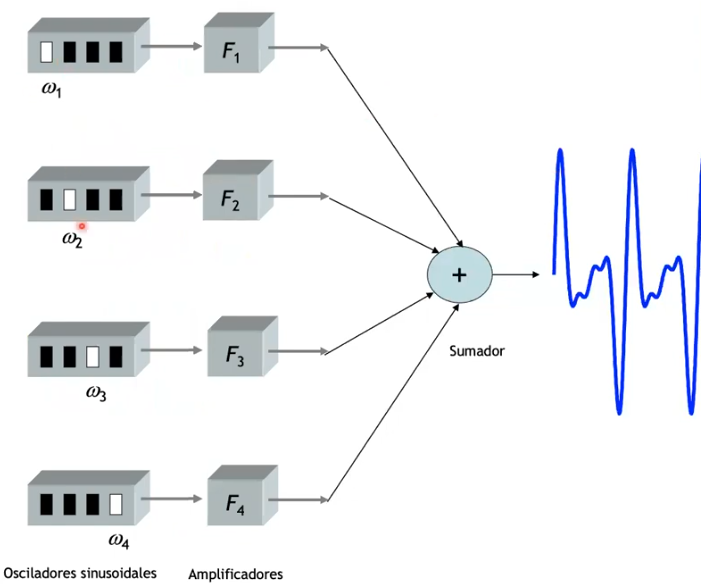 F1
ω1
F2
ω2
+
Sumador
F3
ω3
F4
ω4
Osciladores sinusoidales
Amplificadores